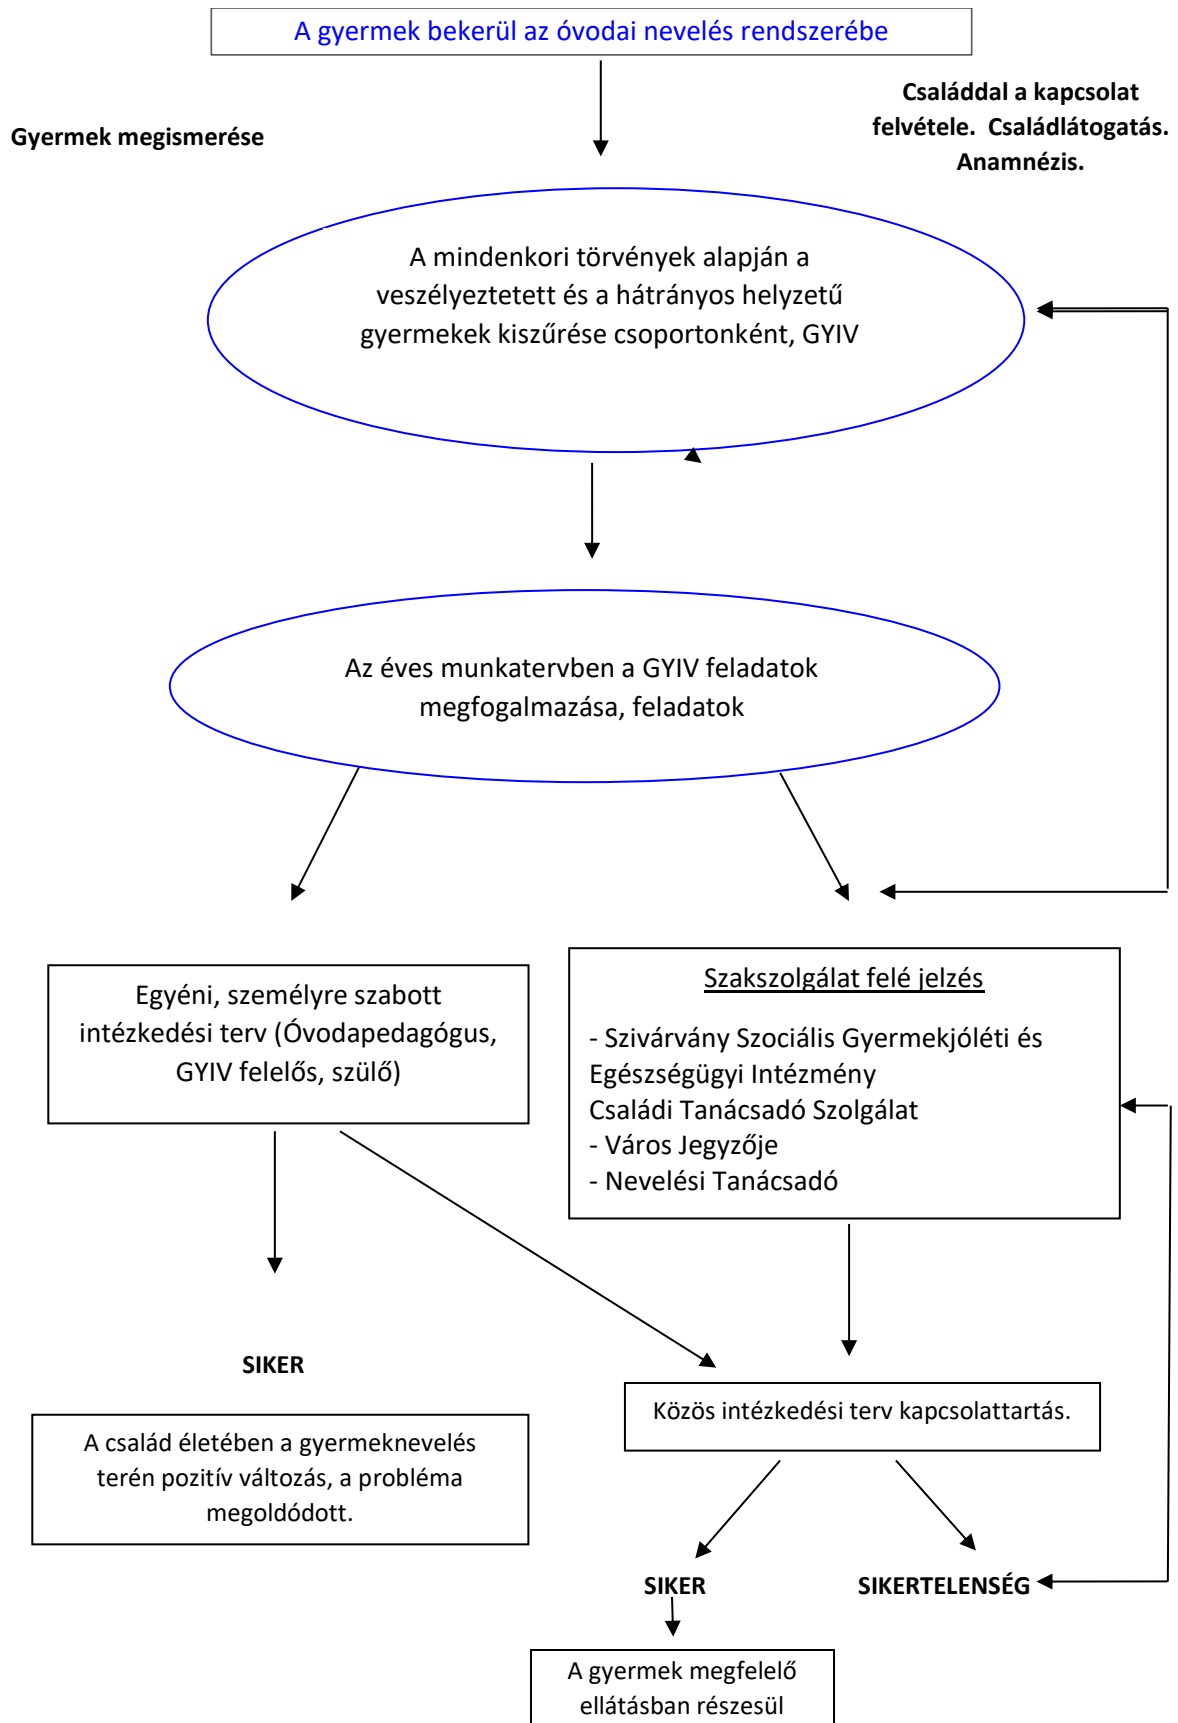 A gyermek bekerül az óvodai nevelés rendszerébe
Gyermek megismerése
Családdal a kapcsolat
felvétele.  Családlátogatás.
Anamnézis.
A mindenkori törvények alapján a
veszélyeztetett és a hátrányos helyzetű
gyermekek kiszűrése csoportonként, GYIV
Az éves munkatervben a GYIV feladatok
megfogalmazása, feladatok
Egyéni, személyre szabott
intézkedési terv (Óvodapedagógus,
GYIV felelős, szülő)
Szakszolgálat felé jelzés
- Szivárvány Szociális Gyermekjóléti és
Egészségügyi Intézmény
Családi Tanácsadó Szolgálat
- Város Jegyzője
- Nevelési Tanácsadó
SIKER
A család életében a gyermeknevelés
terén pozitív változás, a probléma
megoldódott.
Közös intézkedési terv kapcsolattartás.
SIKER
SIKERTELENSÉG
A gyermek megfelelő
ellátásban részesül